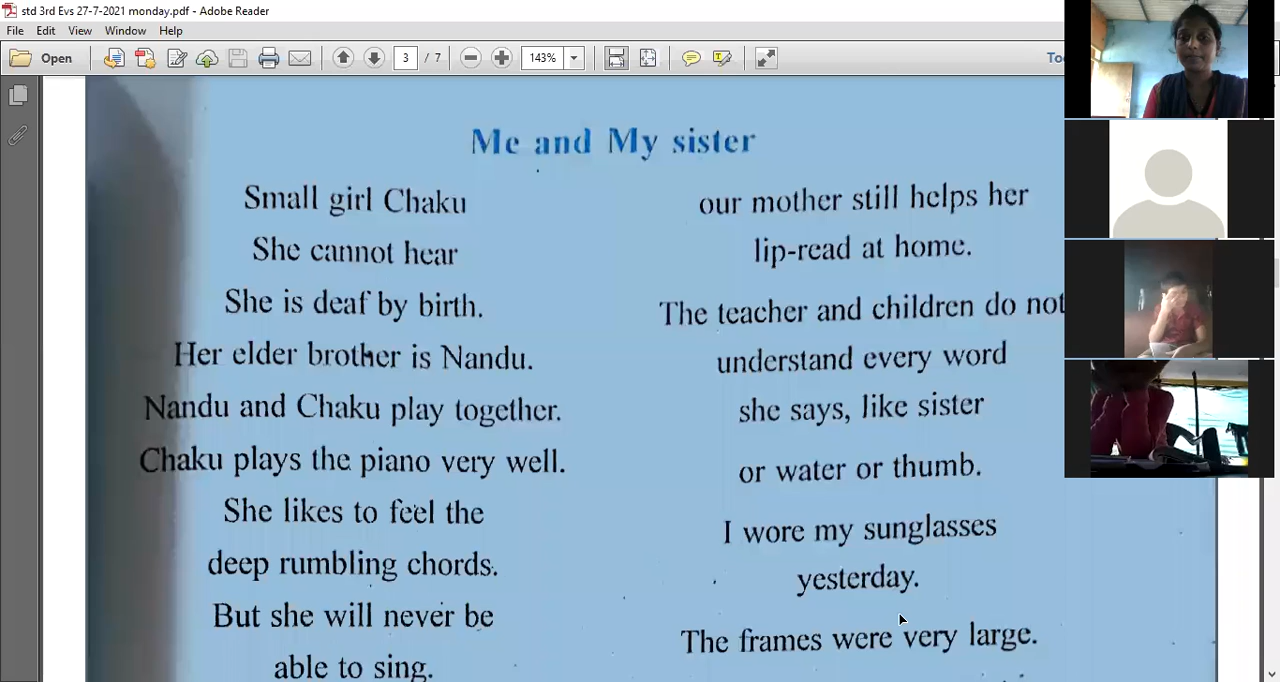 std 3rd Evs 27-7-2021 monday.pdf - Adobe Reader
File Edit View Window Help
Open 3 / 7 143%
Me and My sister
Small girl Chaku
She cannot hear
She is deaf by birth.
Her elder brother is Nandu.
Nandu and Chaku play together.
Chaku plays the piano very well.
She likes to feel the
deep rumbling chords.
But she will never be
able to sing.
our mother still helps her
lip-read at home.
The teacher and children do not
understand every word
she says, like sister
or water or thumb.
I wore my sunglasses
yesterday.
The frames were very large.